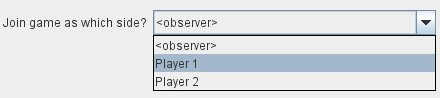 Join game as which side? <observer>
<observer>
Player 1
Player 2